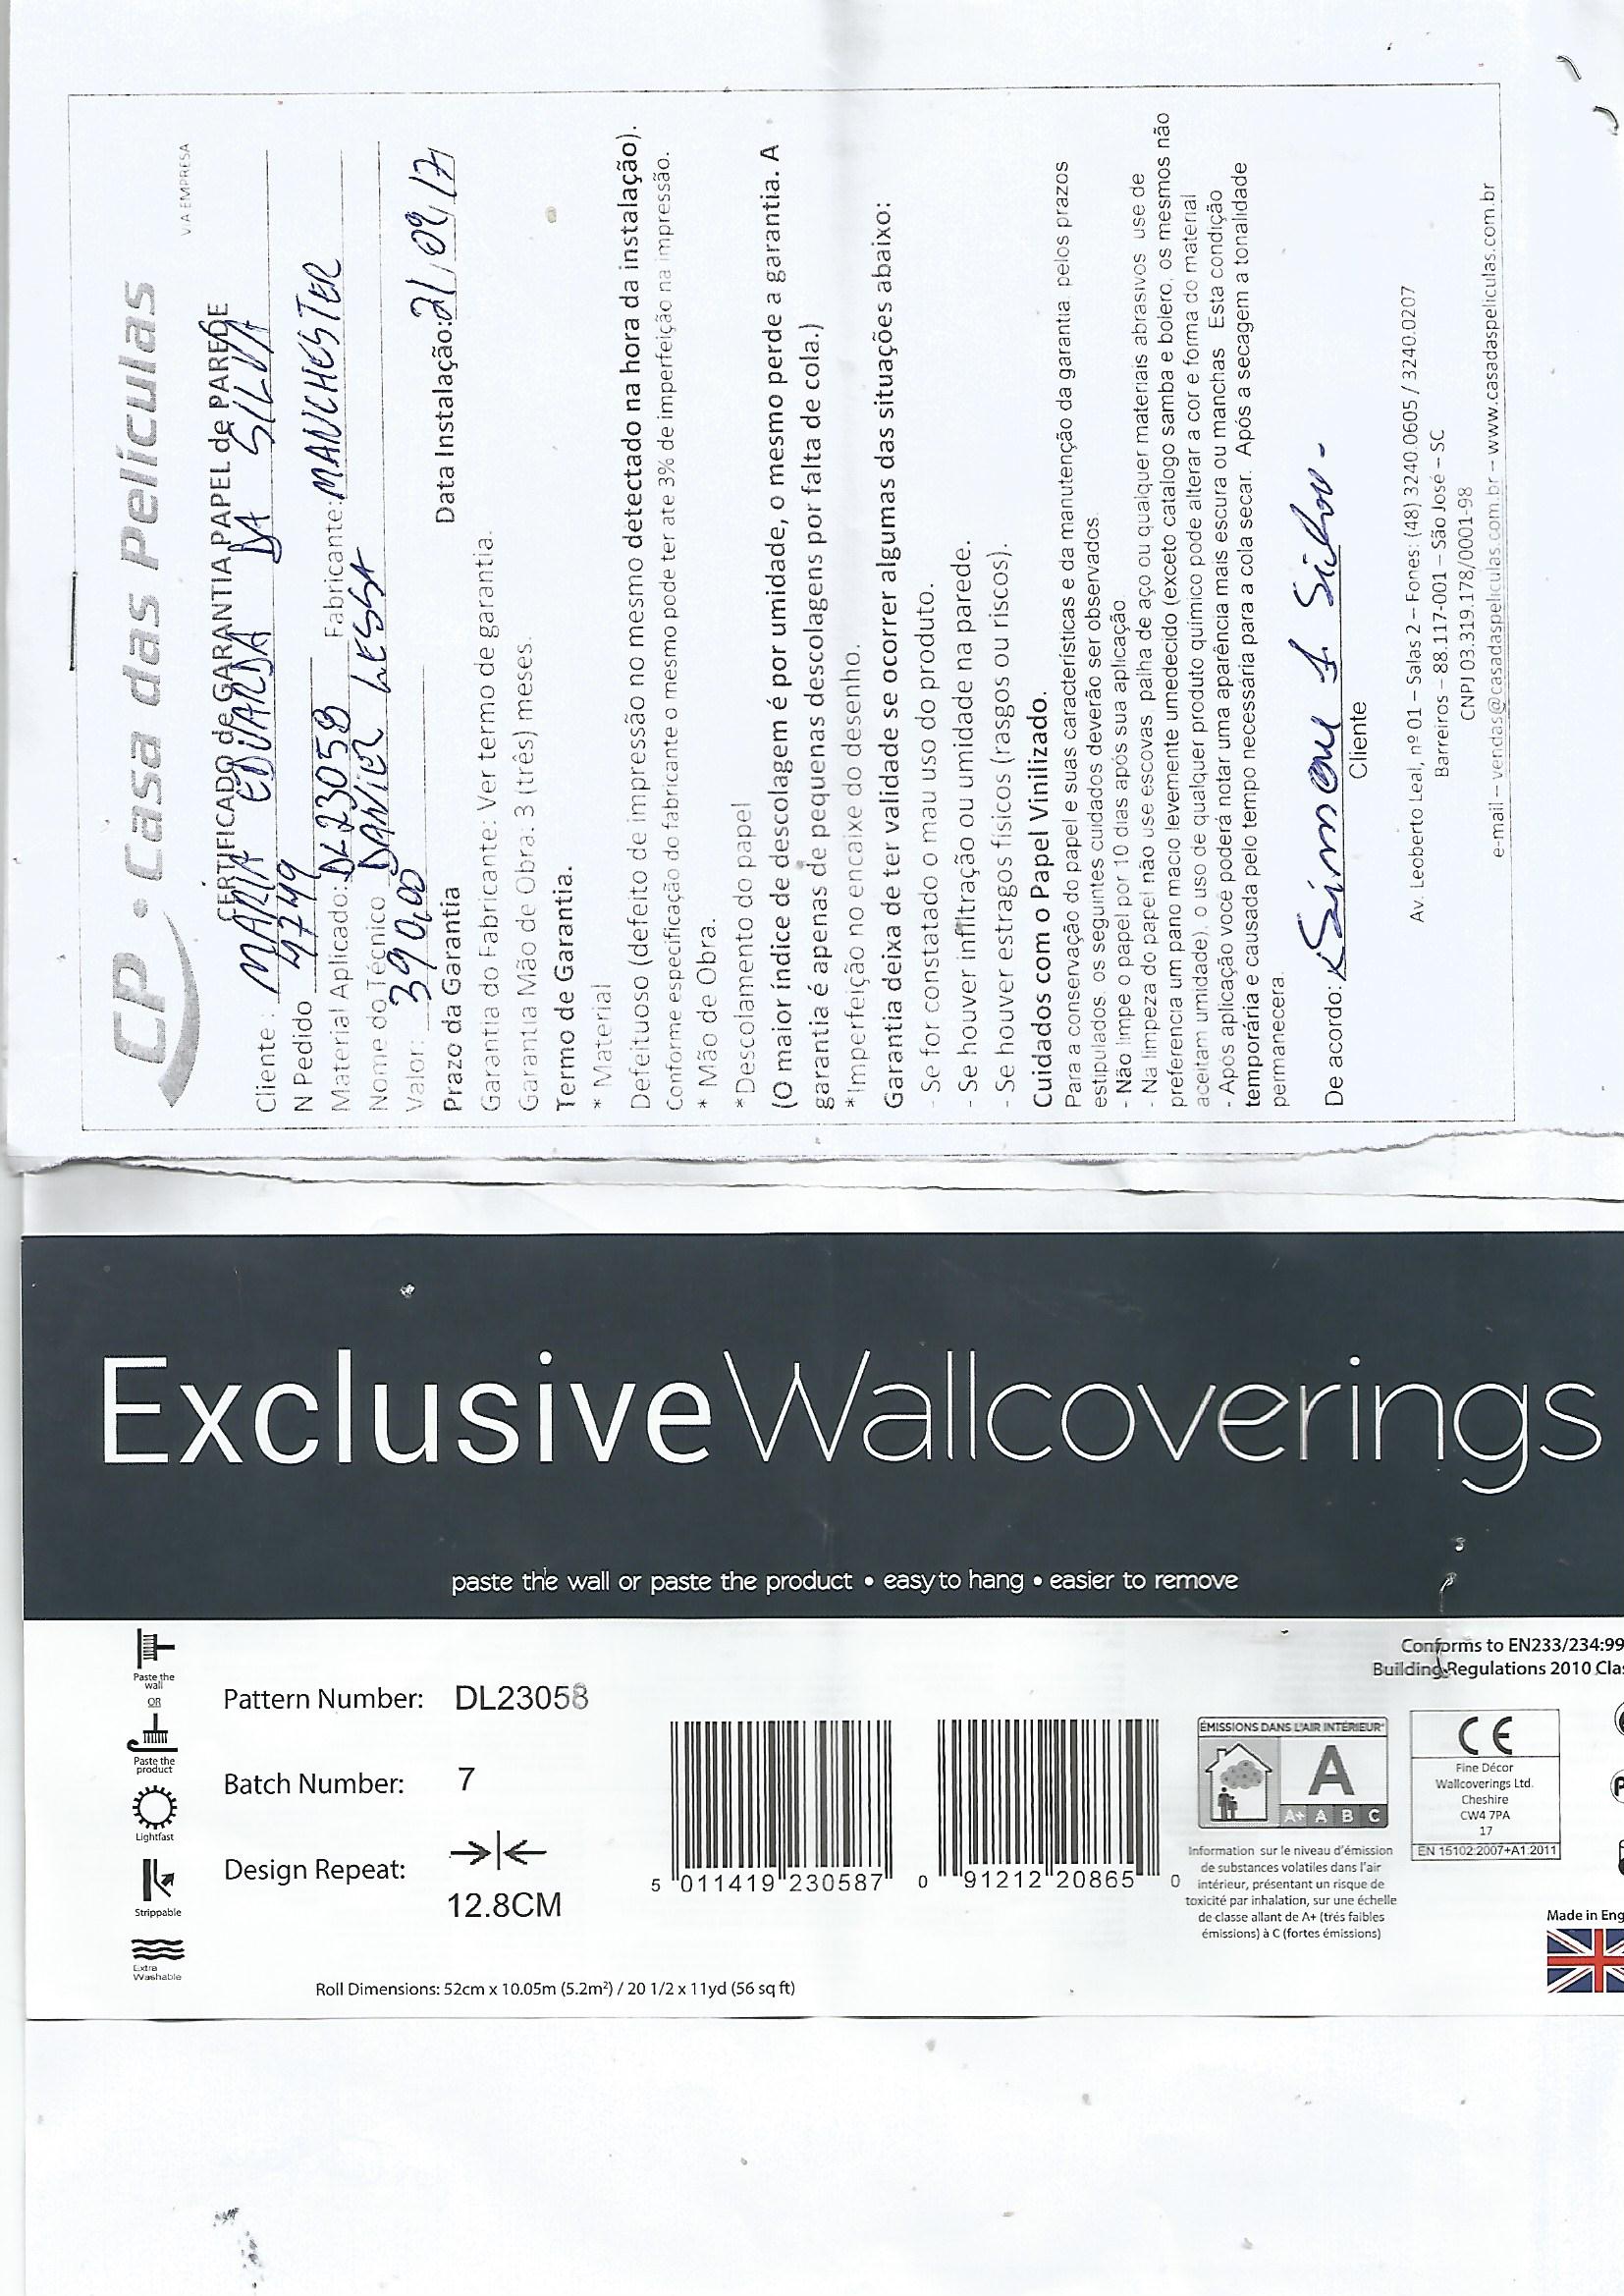 VIA EMPRESA
CP • Casa das Películas
CERTIFICADO de GARANTIA PAPEL de PAREDE
Cliente : MARIA EDUARDA DA SILVA
N Pedido 4749
Material Aplicado: DL23058 Fabricante: MANCHESTER
Nome do Técnico DANIER LESSA
Valor: 390,00 Data Instalação: 21/09/17
Prazo da Garantia
Garantia do Fabricante: Ver termo de garantia.
Garantia Mão de Obra. 3 (três) meses.
Termo de Garantia.
* Material
Defeituoso (defeito de impressão no mesmo detectado na hora da instalação).
Conforme especificação do fabricante o mesmo pode ter ate 3% de imperfeição na impressão.
* Mão de Obra.
*Descolamento do papel
(O maior índice de descolagem é por umidade, o mesmo perde a garantia. A
garantia é apenas de pequenas descolagens por falta de cola.)
*Imperfeição no encaixe do desenho.
Garantia deixa de ter validade se ocorrer algumas das situações abaixo:
- Se for constatado o mau uso do produto.
- Se houver infiltração ou umidade na parede.
- Se houver estragos físicos (rasgos ou riscos).
Cuidados com o Papel Vinilizado.
Para a conservação do papel e suas características e da manutenção da garantia pelos prazos
estipulados, os seguintes cuidados deverão ser observados
- Não limpe o papel por 10 dias após sua aplicação
- Na limpeza do papel não use escovas, palha de aço ou qualquer materiais abrasivos use de
preferencia um pano macio levemente umedecido (exceto catalogo samba e bolero, os mesmos não
aceitam umidade), o uso de qualquer produto químico pode alterar a cor e forma do material
- Após aplicação você poderá notar uma aparência mais escura ou manchas Esta condição
temporária e causada pelo tempo necessária para a cola secar. Após a secagem a tonalidade
permanecera.
De acordo:
Cliente
Av. Leoberto Leal, nº 01 – Salas 2 – Fones: (48) 3240.0605 / 3240.0207
Barreiros – 88.117-001 – São José – SC
CNPJ 03.319.178/0001-98
e-mail – vendas@casadaspeliculas.com.br – www.casadaspeliculas.com.br
Exclusive Wallcoverings
paste the wall or paste the product • easy to hang • easier to remove
Conforms to EN233/234:99
Building Regulations 2010 Clas
Paste the
wall
OR
Paste the
product
Lightfast
Strippable
Extra
Washable
Pattern Number: DL23058
Batch Number: 7
Design Repeat:
12.8CM
5 011419 230587
0 91212 20865 0
ÉMISSIONS DANS L'AIR INTÉRIEUR*
A
A+ A B C
Information sur le niveau d'émission
de substances volatiles dans l'air
intérieur, présentant un risque de
toxicité par inhalation, sur une échelle
de classe allant de A+ (trés faibles
émissions) à C (fortes émissions)
CE
Fine Décor
Wallcoverings Ltd.
Cheshire
CW4 7PA
17
EN 15102:2007+A1:2011
Made in Eng
Roll Dimensions: 52cm x 10.05m (5.2m²) / 20 1/2 x 11yd (56 sq ft)